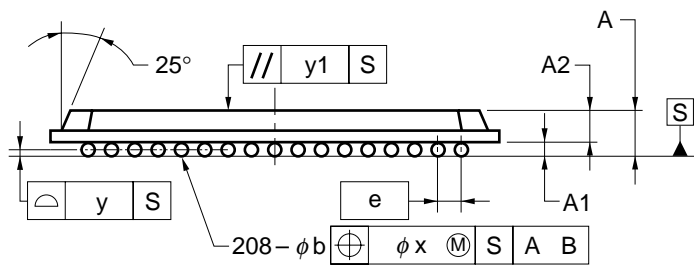 A
25°
// y1 S
A2
S
y S
e
A1
208–ϕb ⌖ ϕx Ⓜ S A B